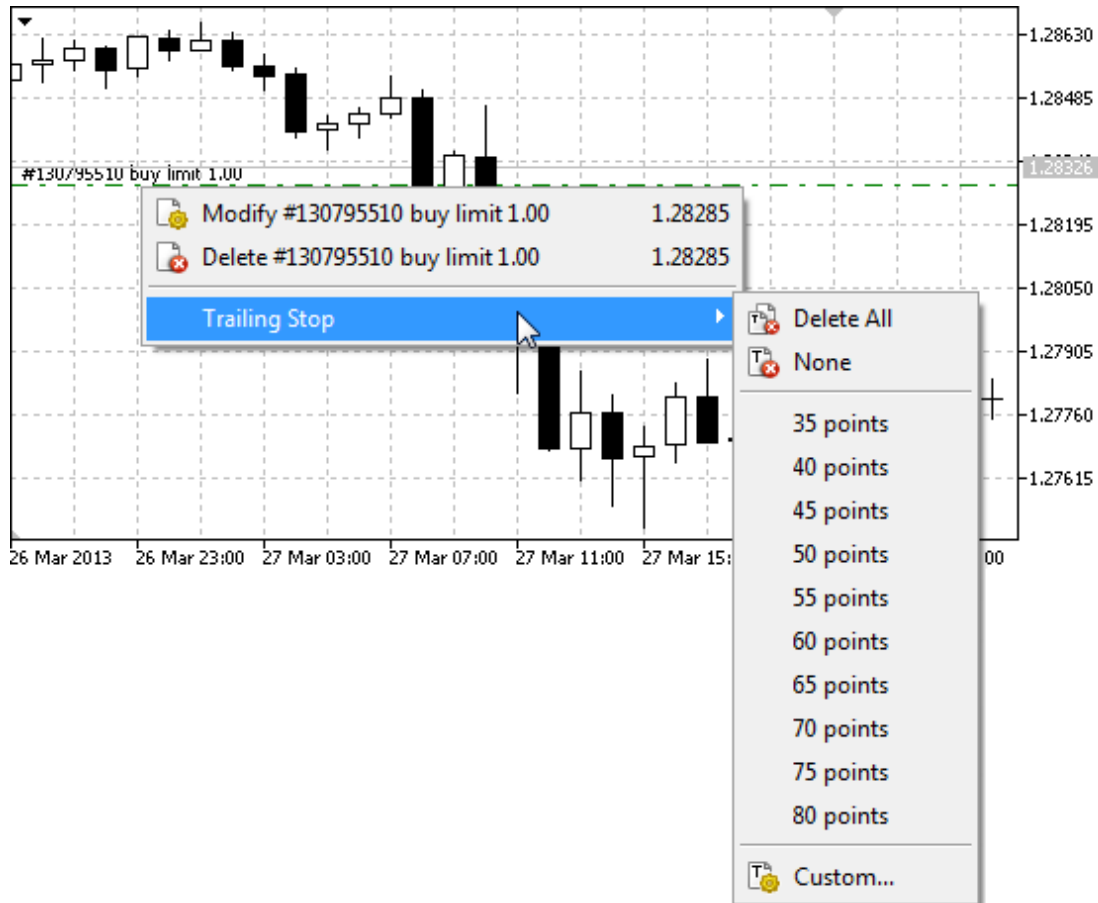 1.28630
1.28485
1.28326
#130795510 buy limit 1.00
Modify #130795510 buy limit 1.00 1.28285
1.28195
Delete #130795510 buy limit 1.00 1.28285
1.28050
Trailing Stop
Delete All
1.27905
None
1.27760
35 points
40 points
1.27615
45 points
26 Mar 2013 26 Mar 23:00 27 Mar 03:00 27 Mar 07:00 27 Mar 11:00 27 Mar 15: 00
50 points
55 points
60 points
65 points
70 points
75 points
80 points
Custom...